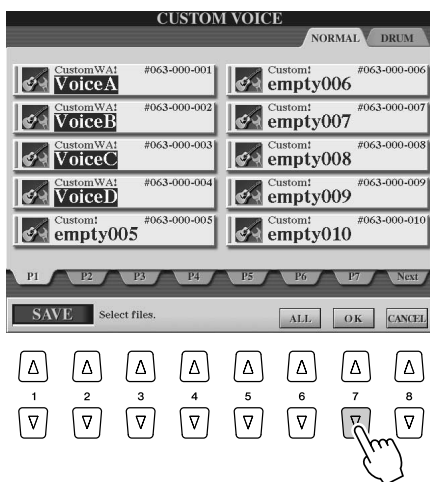 CUSTOM VOICE
NORMAL DRUM
CustomWA! #063-000-001
VoiceA
Custom! #063-000-006
empty006
CustomWA! #063-000-002
VoiceB
Custom! #063-000-007
empty007
CustomWA! #063-000-003
VoiceC
Custom! #063-000-008
empty008
CustomWA! #063-000-004
VoiceD
Custom! #063-000-009
empty009
Custom! #063-000-005
empty005
Custom! #063-000-010
empty010
P1 P2 P3 P4 P5 P6 P7 Next
SAVE Select files. ALL OK CANCEL
1 2 3 4 5 6 7 8